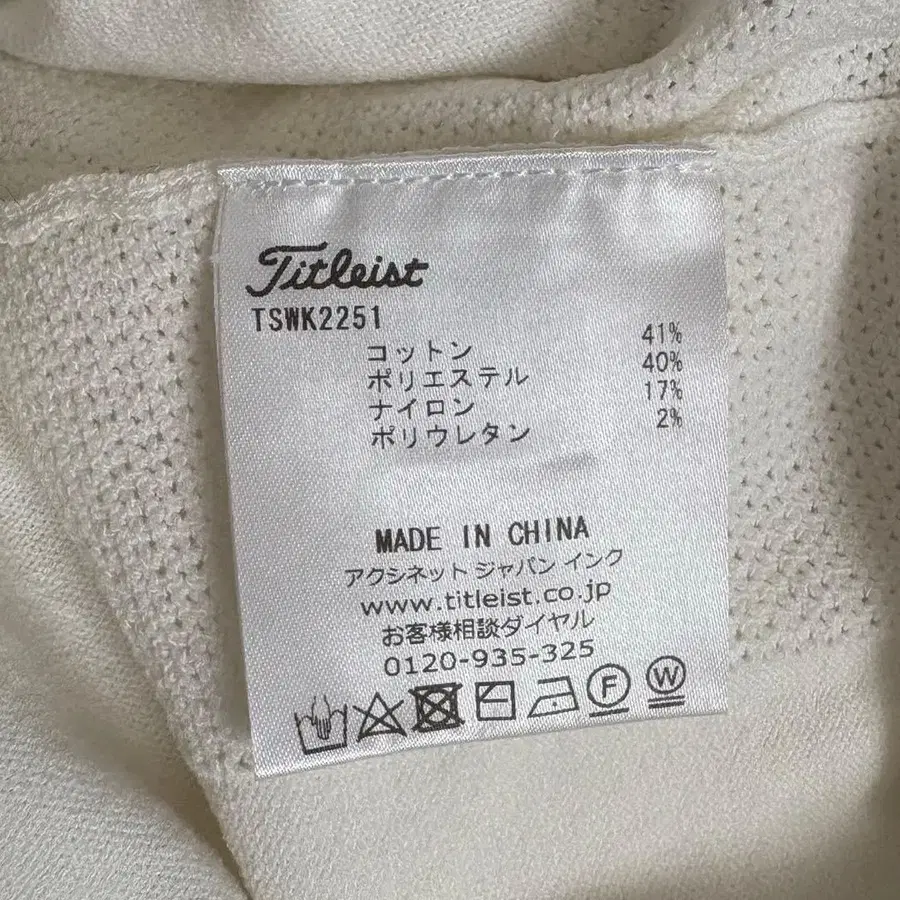 Titleist
TSWK2251
コットン 41%
ポリエステル 40%
ナイロン 17%
ポリウレタン 2%
MADE IN CHINA
アクシネット ジャパン インク
www.titleist.co.jp
お客様相談ダイヤル
0120-935-325
F W